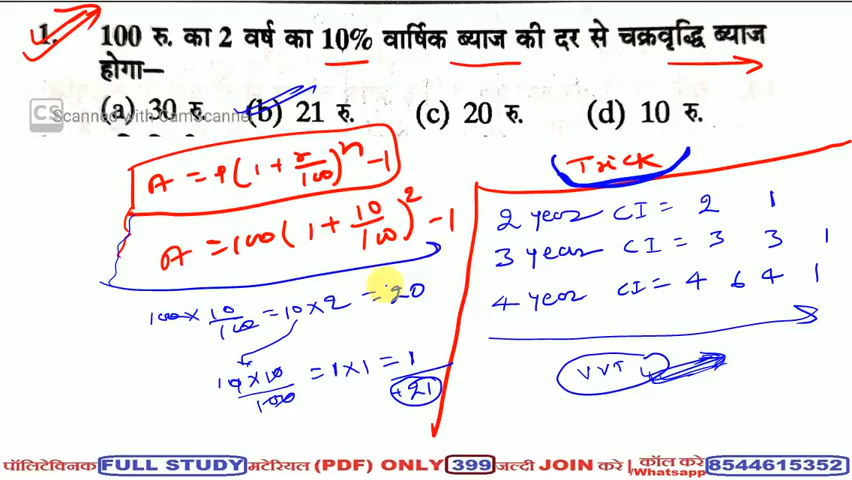 1. 100 रु. का 2 वर्ष का 10% वार्षिक ब्याज की दर से चक्रवृद्धि ब्याज
होगा—
(a) 30 रु. (b) 21 रु. (c) 20 रु. (d) 10 रु.
CS Scanned with CamScanner
A = P(1 + r/100)^n - 1
A = 100(1 + 10/100)^2 - 1
100 × 10/100 = 10 × 2 = 20
10 × 10/100 = 1 × 1 = 1
+21
Trick
2 year CI = 2 1
3 year CI = 3 3 1
4 year CI = 4 6 4 1
VVI
पॉलिटेक्निक FULL STUDY मटेरियल (PDF) ONLY 399 जल्दी JOIN करे | कॉल करे Whatsapp 8544615352